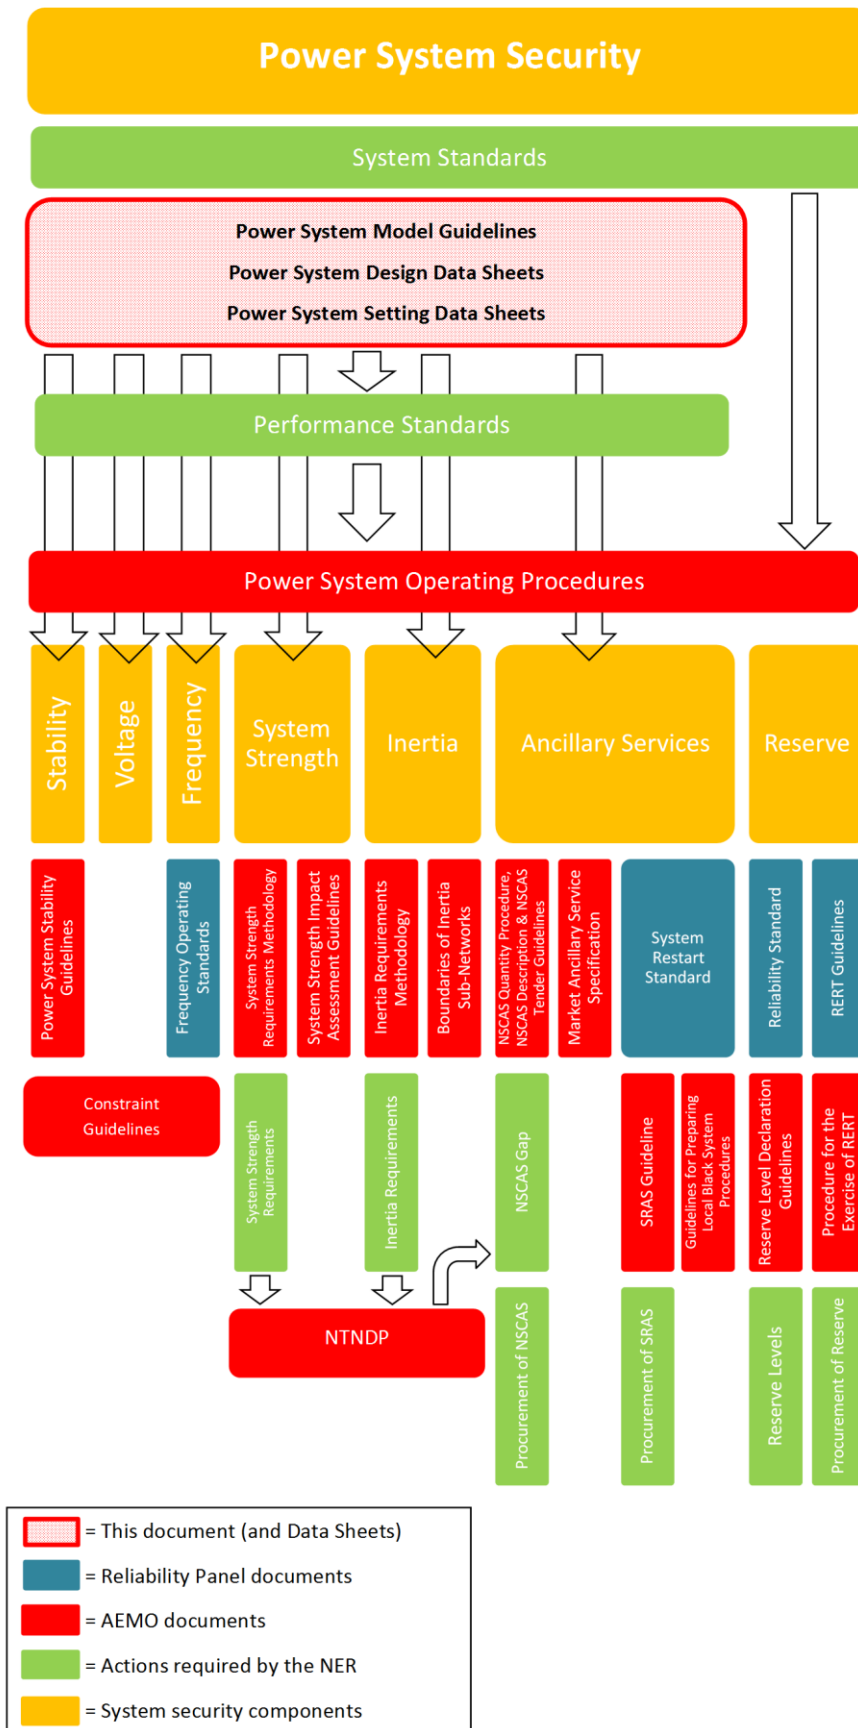 Power System Security
System Standards
Power System Model Guidelines
Power System Design Data Sheets
Power System Setting Data Sheets
Performance Standards
Power System Operating Procedures
Stability
Voltage
Frequency
System
Strength
Inertia
Ancillary Services
Reserve
Power System Stability
Guidelines
Frequency Operating
Standards
System Strength
Requirements Methodology
System Strength Impact
Assessment Guidelines
Inertia Requirements
Methodology
Boundaries of Inertia
Sub-Networks
NSCAS Quantity Procedure,
NSCAS Description & NSCAS
Tender Guidelines
Market Ancillary Service
Specification
System
Restart
Standard
Reliability Standard
RERT Guidelines
Constraint
Guidelines
System Strength
Requirements
Inertia Requirements
NSCAS Gap
SRAS Guideline
Guidelines for Preparing
Local Black System
Procedures
Reserve Level Declaration
Guidelines
Procedure for the
Exercise of RERT
NTNDP
Procurement of NSCAS
Procurement of SRAS
Reserve Levels
Procurement of Reserve
= This document (and Data Sheets)
= Reliability Panel documents
= AEMO documents
= Actions required by the NER
= System security components